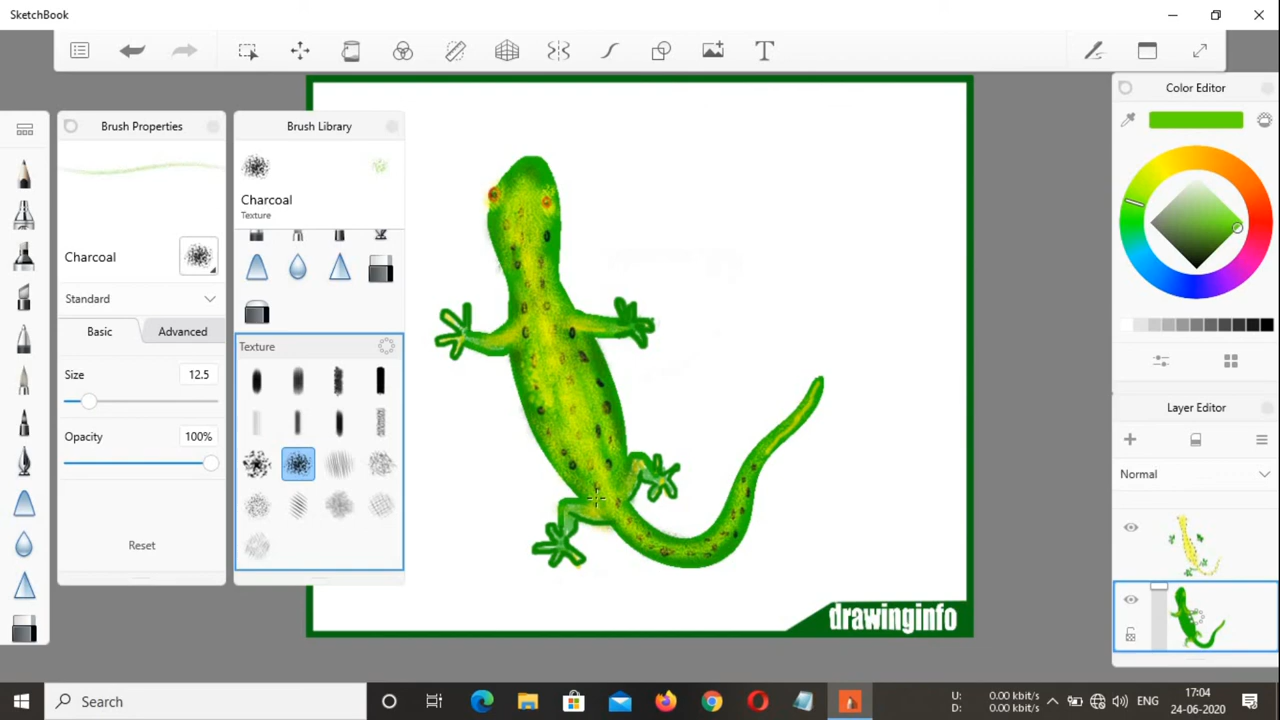 SketchBook
Brush Properties
Brush Library
Color Editor
Charcoal
Texture
Charcoal
Standard
Basic
Advanced
Texture
Size
12.5
Opacity
100%
Reset
Layer Editor
Normal
drawinginfo
Search
U: 0.00 kbit/s
D: 0.00 kbit/s
ENG
17:04
24-06-2020